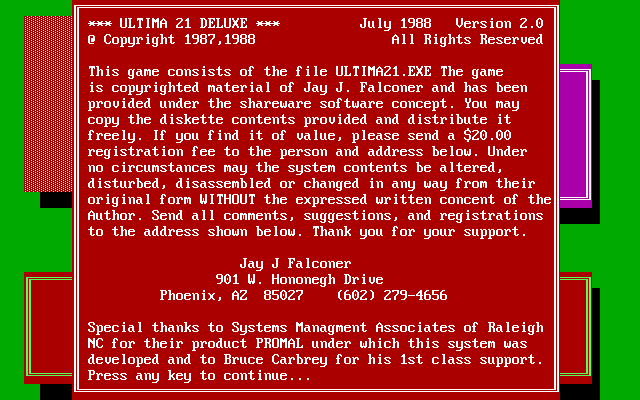 *** ULTIMA 21 DELUXE *** July 1988 Version 2.0
@ Copyright 1987,1988 All Rights Reserved
This game consists of the file ULTIMA21.EXE The game
is copyrighted material of Jay J. Falconer and has been
provided under the shareware software concept. You may
copy the diskette contents provided and distribute it
freely. If you find it of value, please send a $20.00
registration fee to the person and address below. Under
no circumstances may the system contents be altered,
disturbed, disassembled or changed in any way from their
original form WITHOUT the expressed written concent of the
Author. Send all comments, suggestions, and registrations
to the address shown below. Thank you for your support.
Jay J Falconer
901 W. Hononegh Drive
Phoenix, AZ 85027 (602) 279-4656
Special thanks to Systems Managment Associates of Raleigh
NC for their product PROMAL under which this system was
developed and to Bruce Carbrey for his 1st class support.
Press any key to continue...